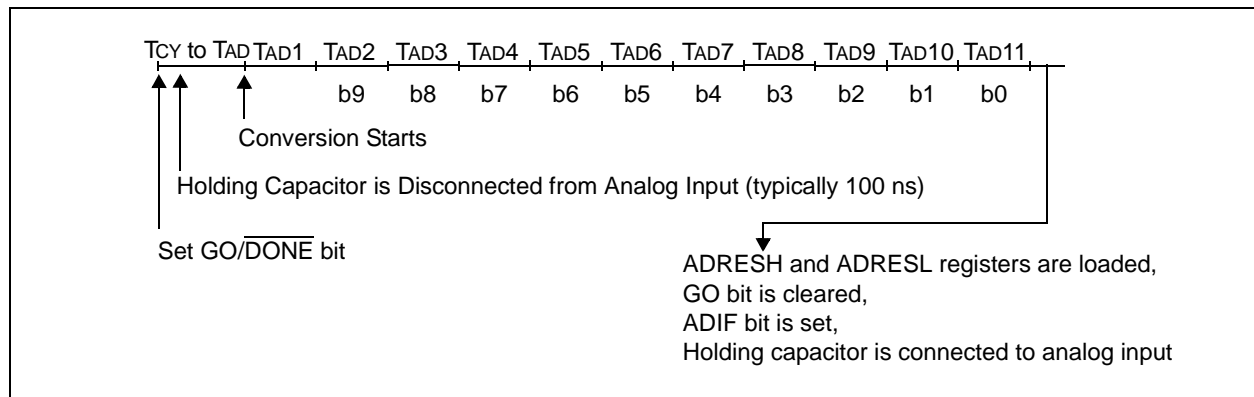 TCY to TAD TAD1 TAD2 TAD3 TAD4 TAD5 TAD6 TAD7 TAD8 TAD9 TAD10 TAD11
b9 b8 b7 b6 b5 b4 b3 b2 b1 b0
Conversion Starts
Holding Capacitor is Disconnected from Analog Input (typically 100 ns)
Set GO/DONE bit
ADRESH and ADRESL registers are loaded,
GO bit is cleared,
ADIF bit is set,
Holding capacitor is connected to analog input